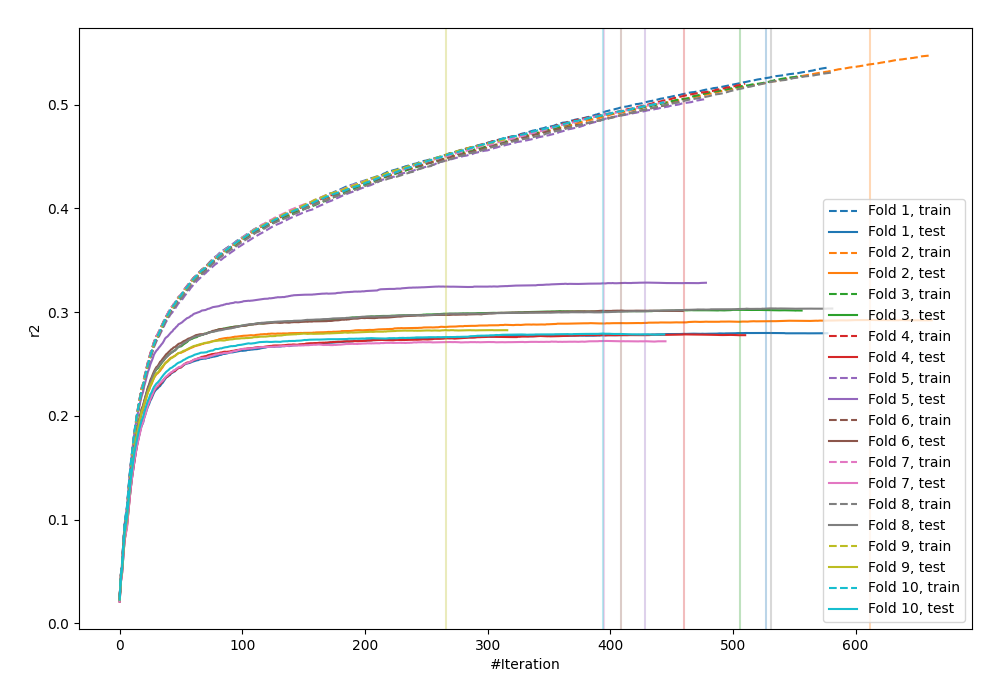 r2
0.5
0.4
0.3
0.2
0.1
0.0
0 100 200 300 400 500 600
#Iteration
Fold 1, train
Fold 1, test
Fold 2, train
Fold 2, test
Fold 3, train
Fold 3, test
Fold 4, train
Fold 4, test
Fold 5, train
Fold 5, test
Fold 6, train
Fold 6, test
Fold 7, train
Fold 7, test
Fold 8, train
Fold 8, test
Fold 9, train
Fold 9, test
Fold 10, train
Fold 10, test